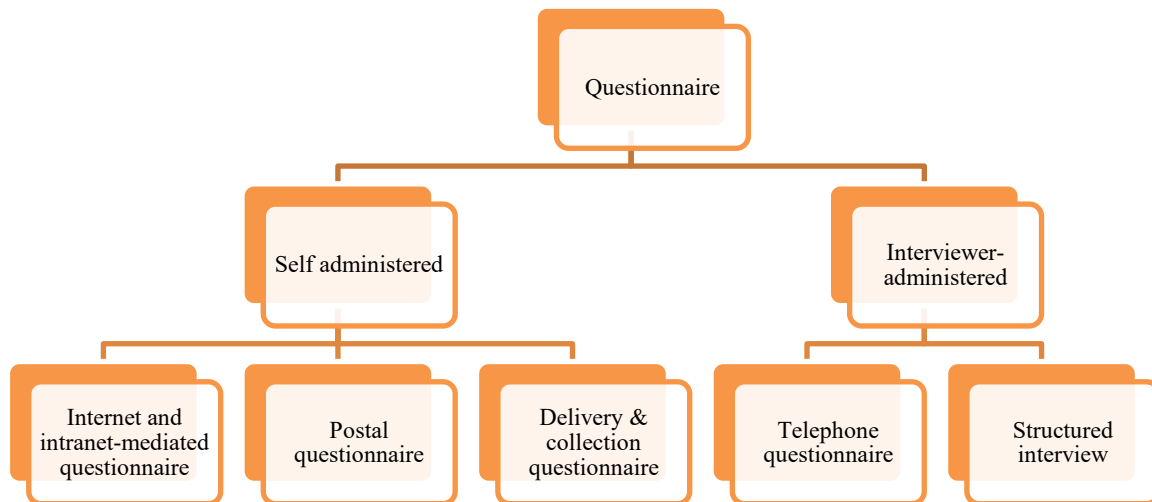 Questionnaire
Self administered
Interviewer-
administered
Internet and
intranet-mediated
questionnaire
Postal
questionnaire
Delivery &
collection
questionnaire
Telephone
questionnaire
Structured
interview